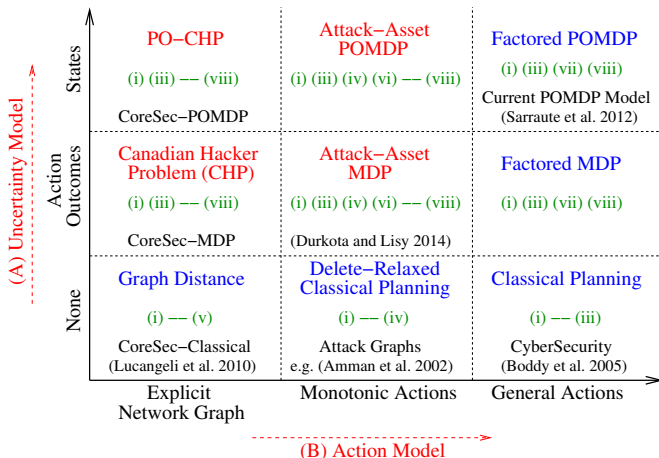 (A) Uncertainty Model
States
PO−CHP
(i) (iii) −− (viii)
CoreSec−POMDP
Attack−Asset
POMDP
(i) (iii) (iv) (vi) −− (viii)
Factored POMDP
(i) (iii) (vii) (viii)
Current POMDP Model
(Sarraute et al. 2012)
Action
Outcomes
Canadian Hacker
Problem (CHP)
(i) (iii) −− (viii)
CoreSec−MDP
Attack−Asset
MDP
(i) (iii) (iv) (vi) −− (viii)
(Durkota and Lisy 2014)
Factored MDP
(i) (iii) (vii) (viii)
None
Graph Distance
(i) −− (v)
CoreSec−Classical
(Lucangeli et al. 2010)
Delete−Relaxed
Classical Planning
(i) −− (iv)
Attack Graphs
e.g. (Amman et al. 2002)
Classical Planning
(i) −− (iii)
CyberSecurity
(Boddy et al. 2005)
Explicit
Network Graph
Monotonic Actions
General Actions
(B) Action Model